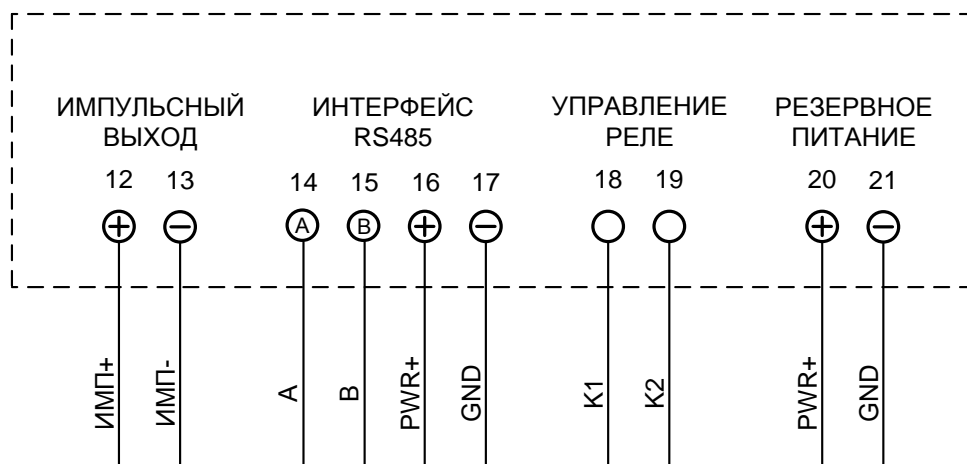 ИМПУЛЬСНЫЙ ВЫХОД
ИНТЕРФЕЙС RS485
УПРАВЛЕНИЕ РЕЛЕ
РЕЗЕРВНОЕ ПИТАНИЕ
12 13 14 15 16 17 18 19 20 21
+ − A B + − + −
ИМП+ ИМП- A B PWR+ GND K1 K2 PWR+ GND